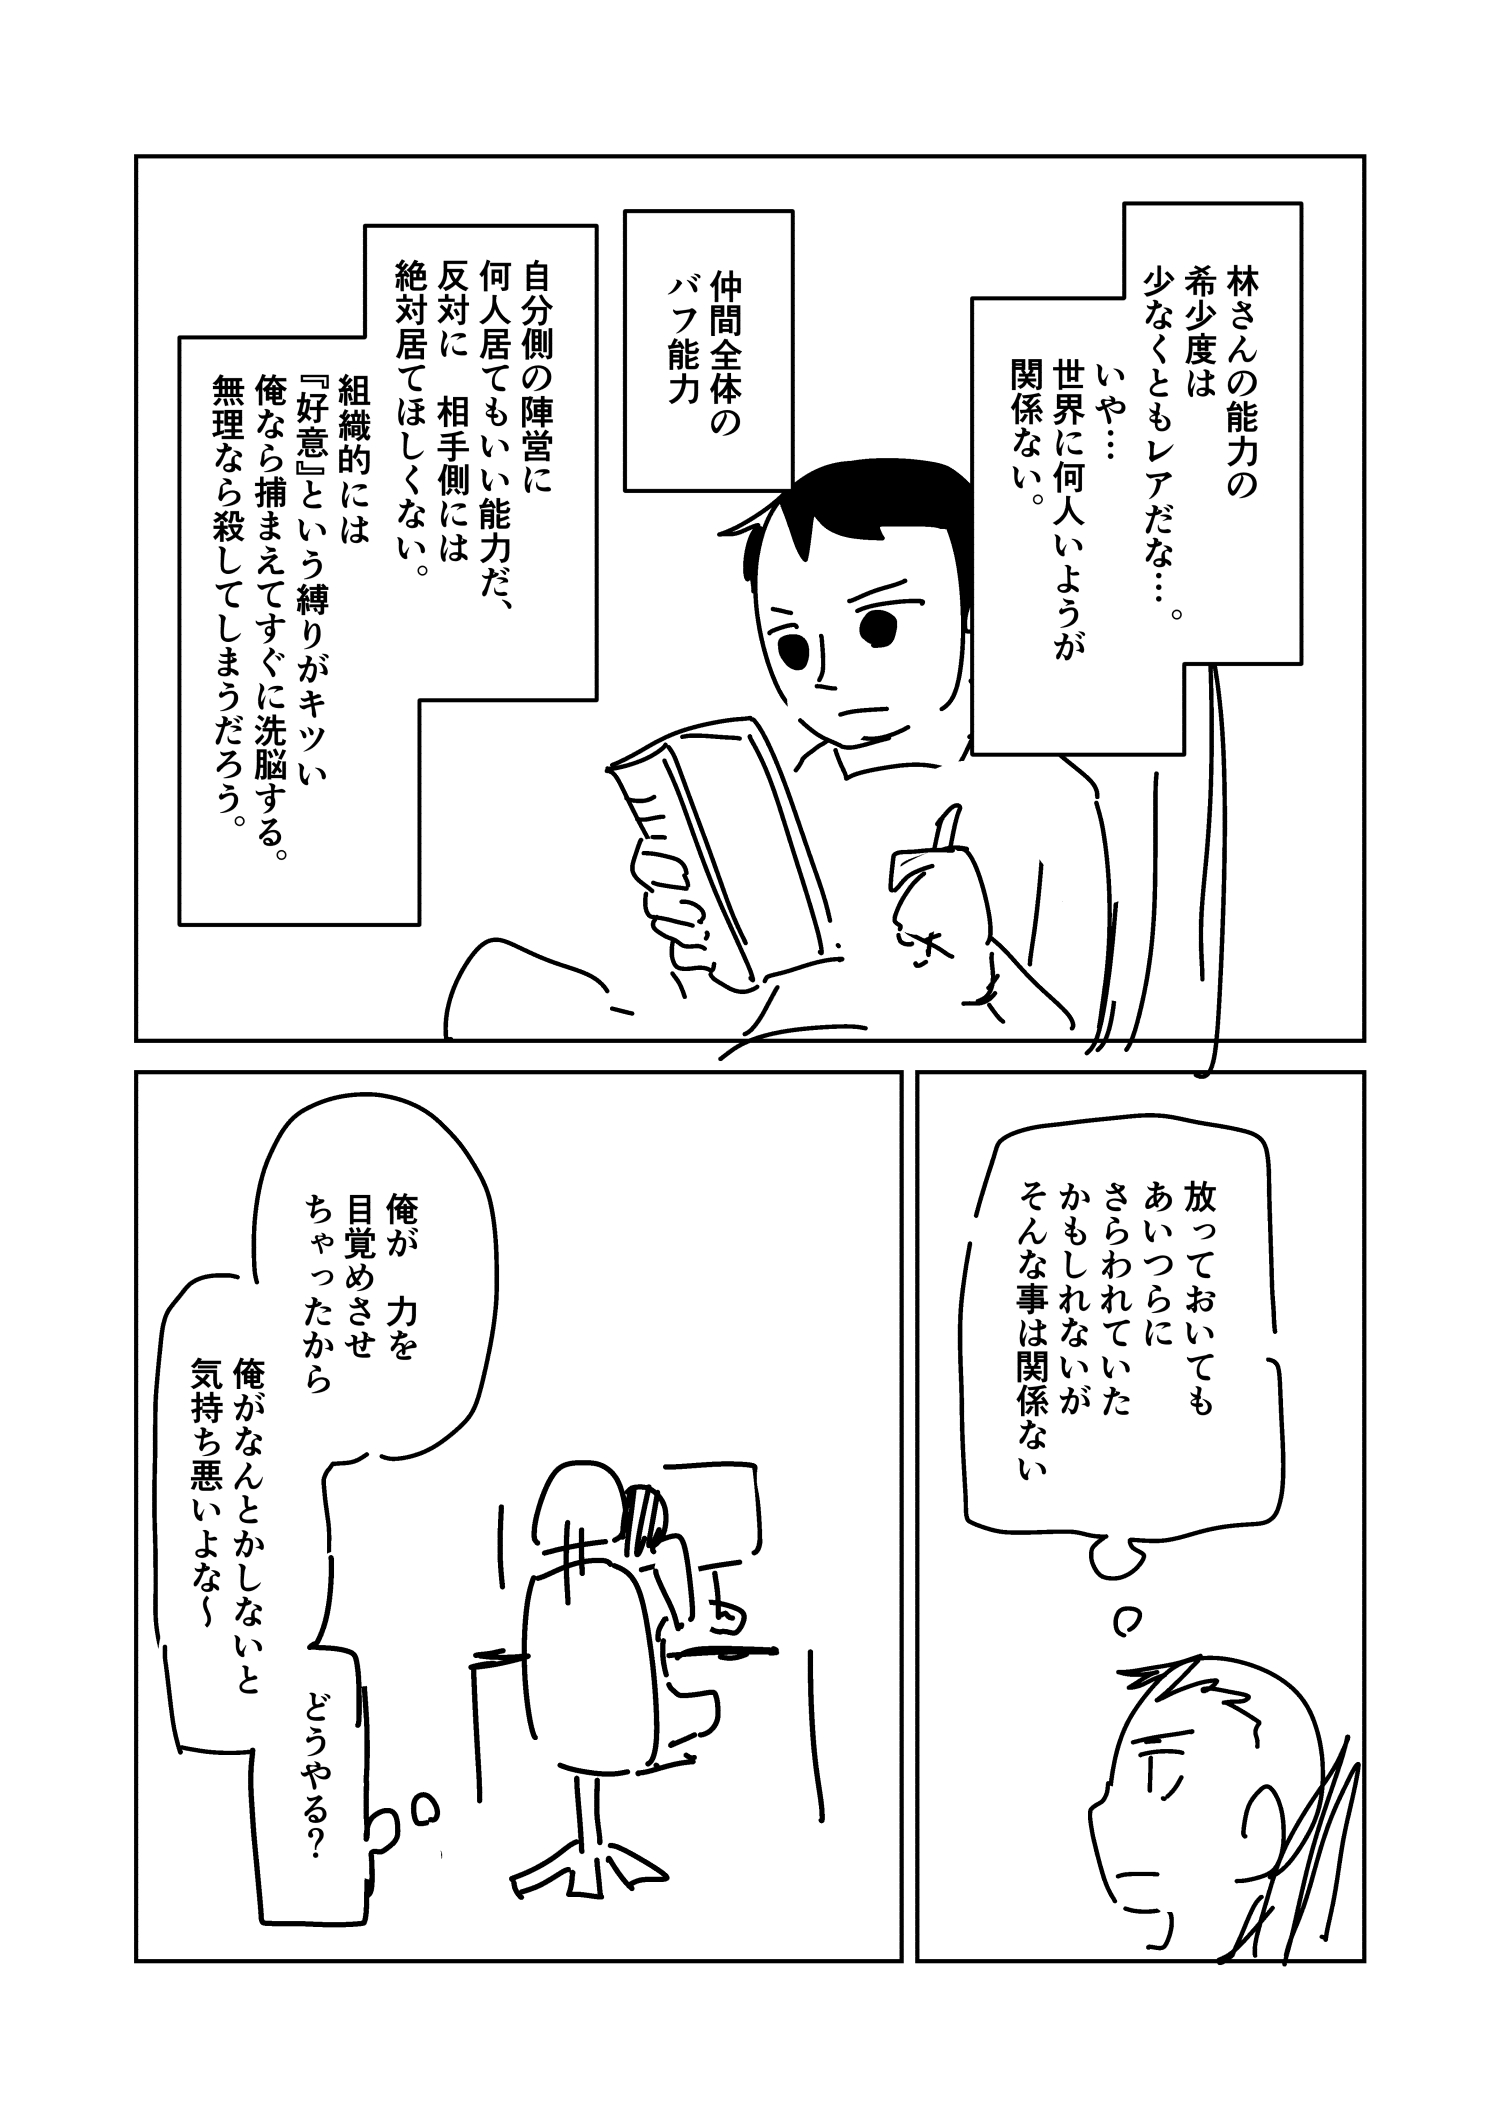 林さんの能力の
希少度は
少なくともレアだな…。
いや…
世界に何人いようが
関係ない。
仲間全体の
バフ能力
自分側の陣営に
何人居てもいい能力だ、
反対に　相手側には
絶対居てほしくない。
組織的には
『好意』という縛りがキツい
俺なら捕まえてすぐに洗脳する。
無理なら殺してしまうだろう。
放っておいても
あいつらに
さらわれていた
かもしれないが
そんな事は関係ない
俺が　力を
目覚めさせ
ちゃったから
俺がなんとかしないと
気持ち悪いよな～
どうやる？